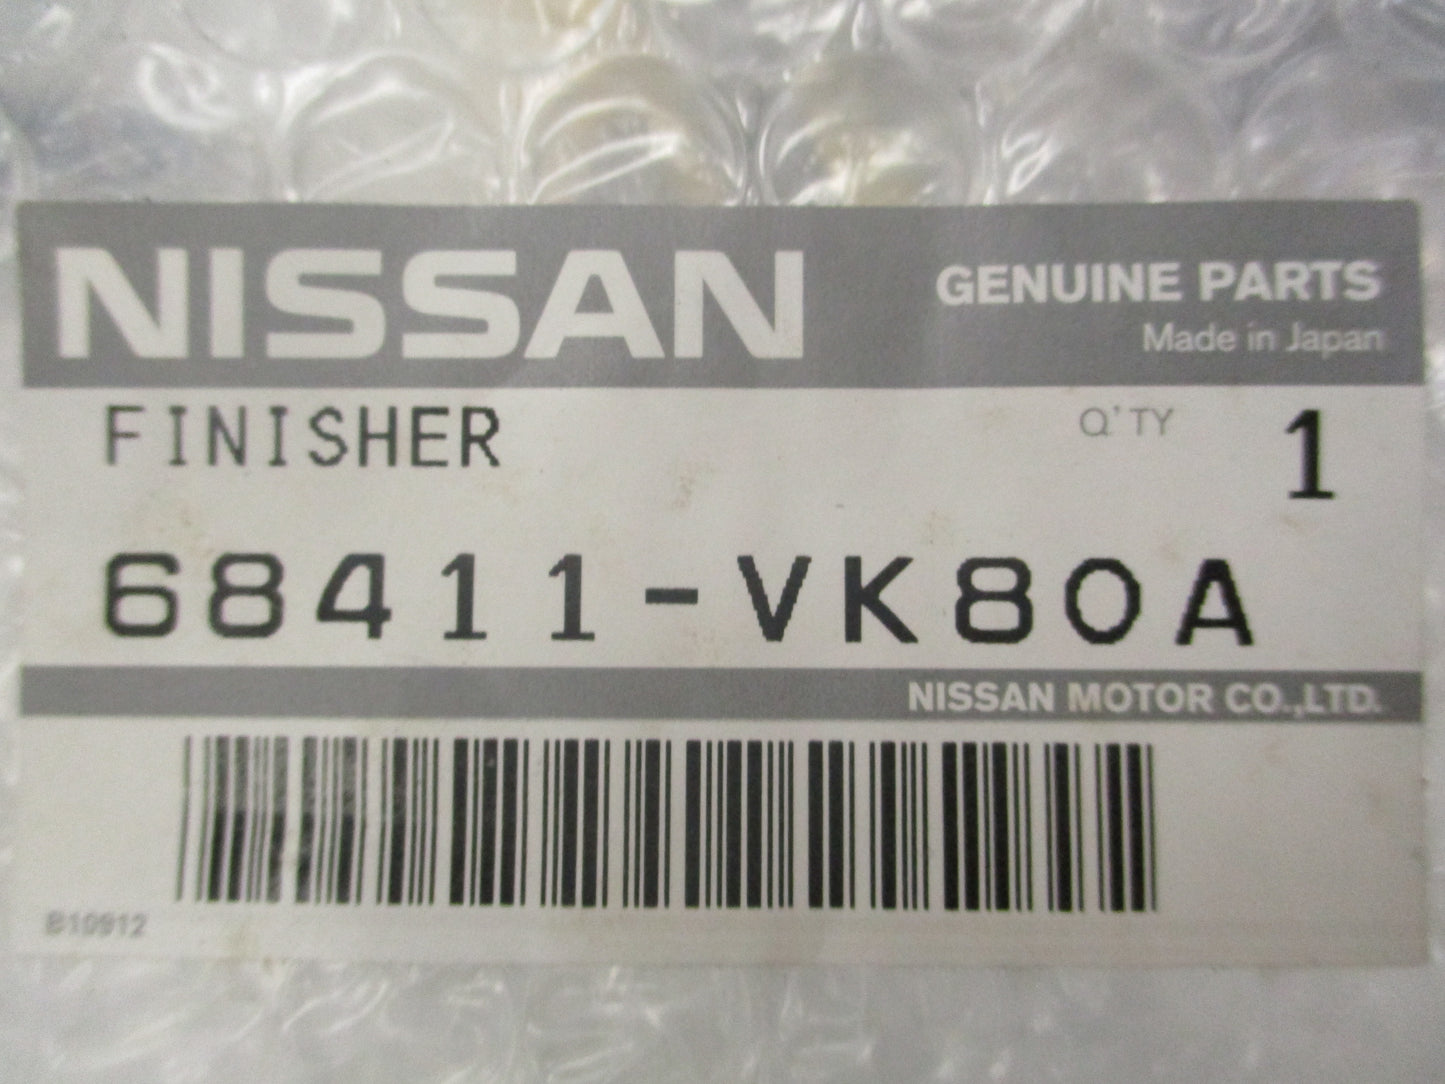 NISSAN
GENUINE PARTS
Made in Japan
FINISHER
Q'TY 1
68411-VK80A
NISSAN MOTOR CO.,LTD.
B10912